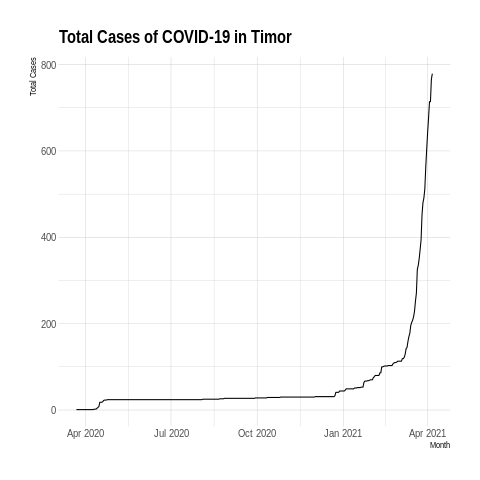 Total Cases of COVID-19 in Timor
Total Cases
800
600
400
200
0
Apr 2020 Jul 2020 Oct 2020 Jan 2021 Apr 2021
Month